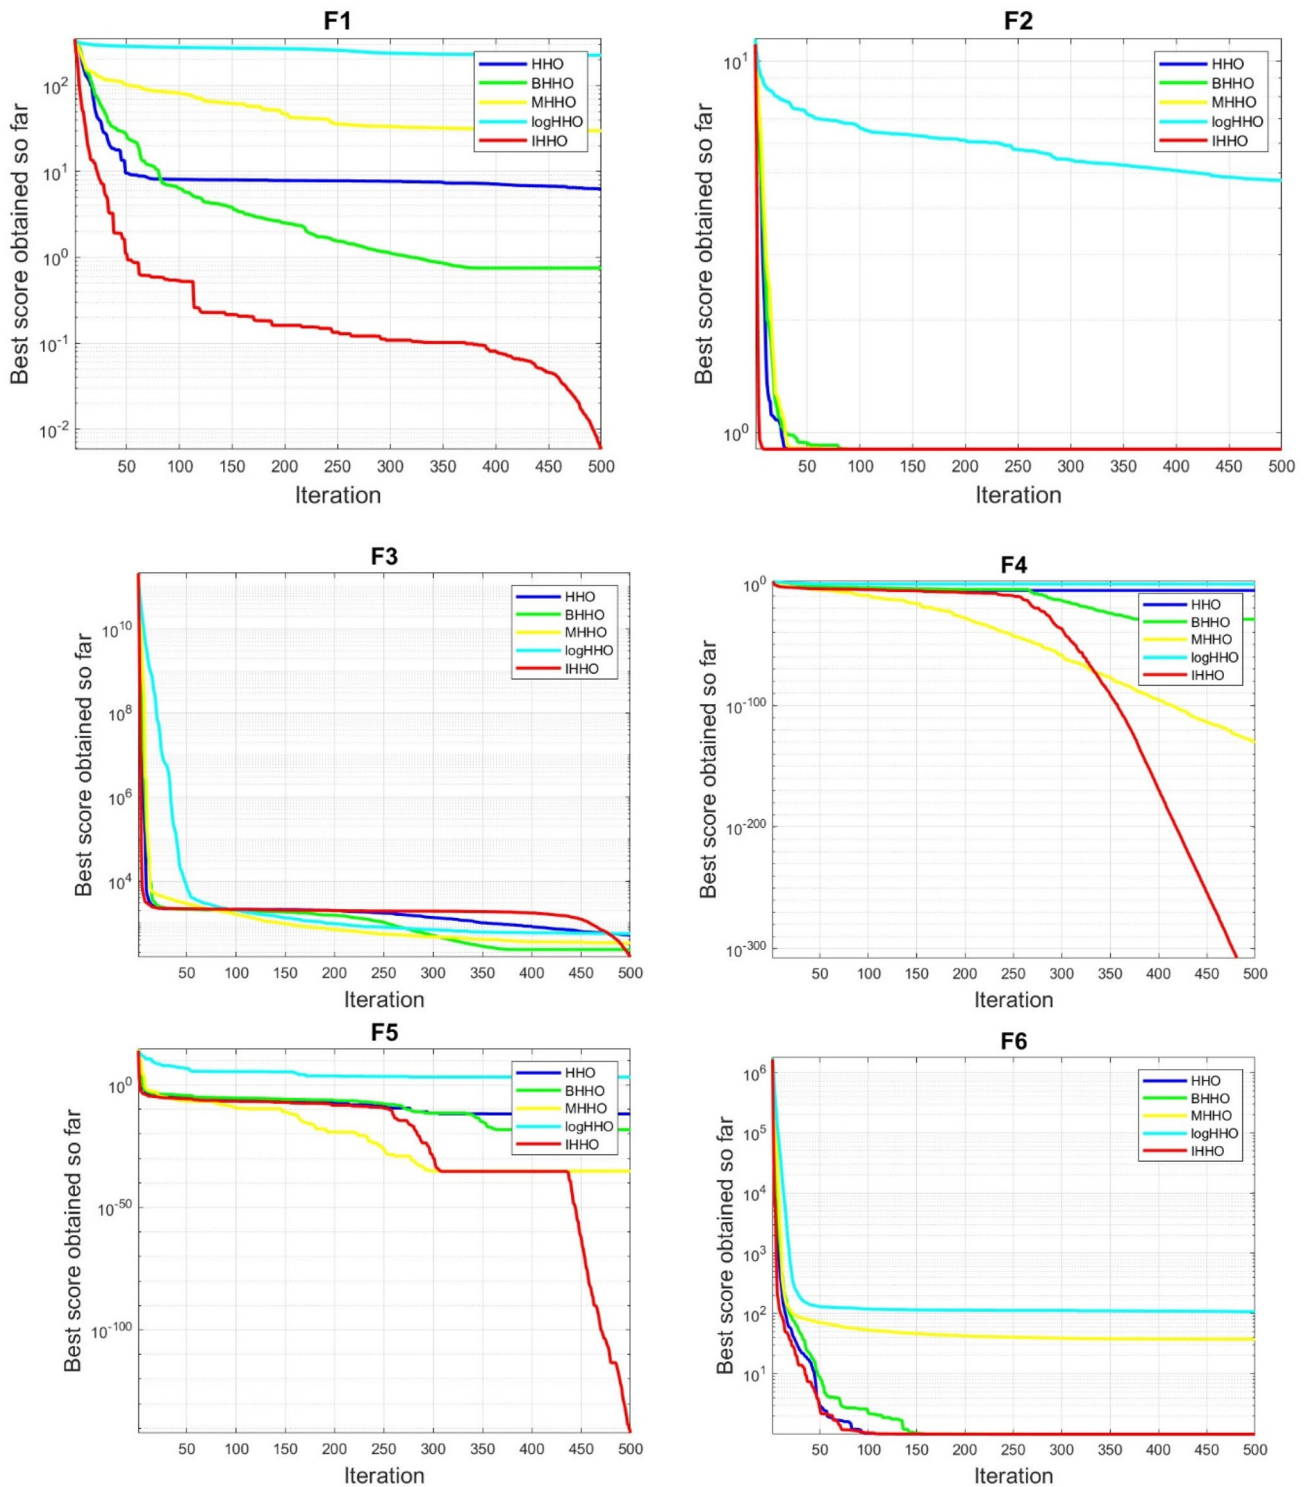 F1
Best score obtained so far
10^2
10^1
10^0
10^-1
10^-2
HHO
BHHO
MHHO
logHHO
IHHO
50 100 150 200 250 300 350 400 450 500
Iteration
F2
Best score obtained so far
10^1
10^0
HHO
BHHO
MHHO
logHHO
IHHO
50 100 150 200 250 300 350 400 450 500
Iteration
F3
Best score obtained so far
10^10
10^8
10^6
10^4
HHO
BHHO
MHHO
logHHO
IHHO
50 100 150 200 250 300 350 400 450 500
Iteration
F4
Best score obtained so far
10^0
10^-100
10^-200
10^-300
HHO
BHHO
MHHO
logHHO
IHHO
50 100 150 200 250 300 350 400 450 500
Iteration
F5
Best score obtained so far
10^0
10^-50
10^-100
HHO
BHHO
MHHO
logHHO
IHHO
50 100 150 200 250 300 350 400 450 500
Iteration
F6
Best score obtained so far
10^6
10^5
10^4
10^3
10^2
10^1
HHO
BHHO
MHHO
logHHO
IHHO
50 100 150 200 250 300 350 400 450 500
Iteration